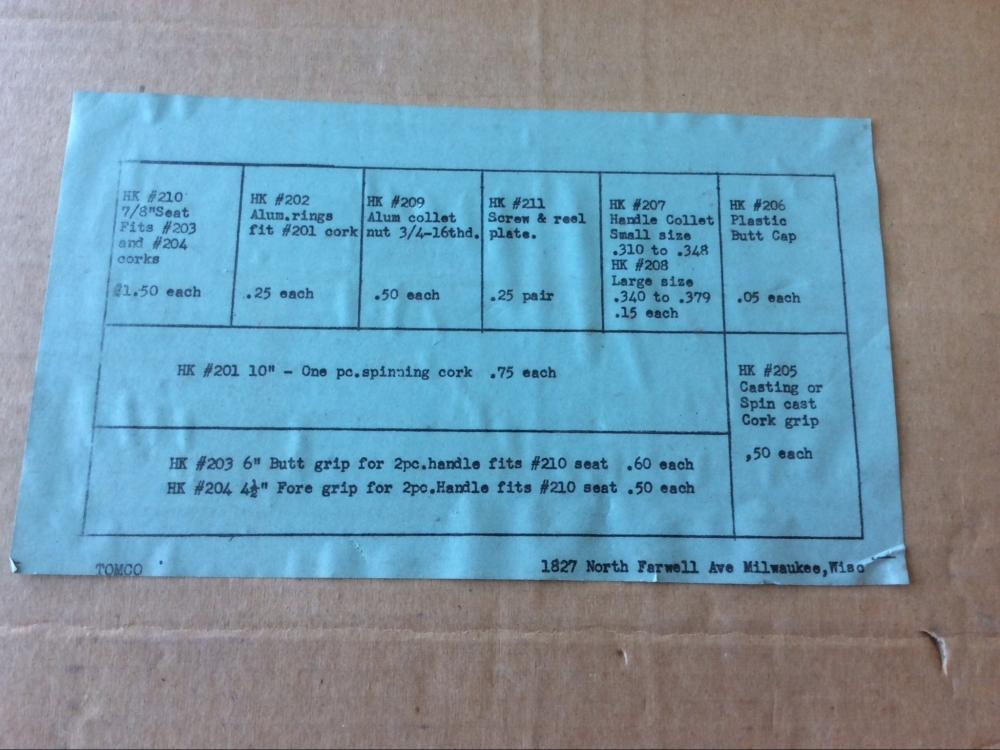 HK #210
7/8"Seat
Fits #203
and #204
corks
$1.50 each
HK #202
Alum.rings
fit #201 cork
.25 each
HK #209
Alum collet
nut 3/4-16thd.
.50 each
HK #211
Screw & reel
plate.
.25 pair
HK #207
Handle Collet
Small size
.310 to .348
HK #208
Large size
.340 to .379
.15 each
HK #206
Plastic
Butt Cap
.05 each
HK #201 10" - One pc.spinning cork .75 each
HK #205
Casting or
Spin cast
Cork grip
,50 each
HK #203 6" Butt grip for 2pc.handle fits #210 seat .60 each
HK #204 4½" Fore grip for 2pc.Handle fits #210 seat .50 each
TOMCO
1827 North Farwell Ave Milwaukee,Wisc